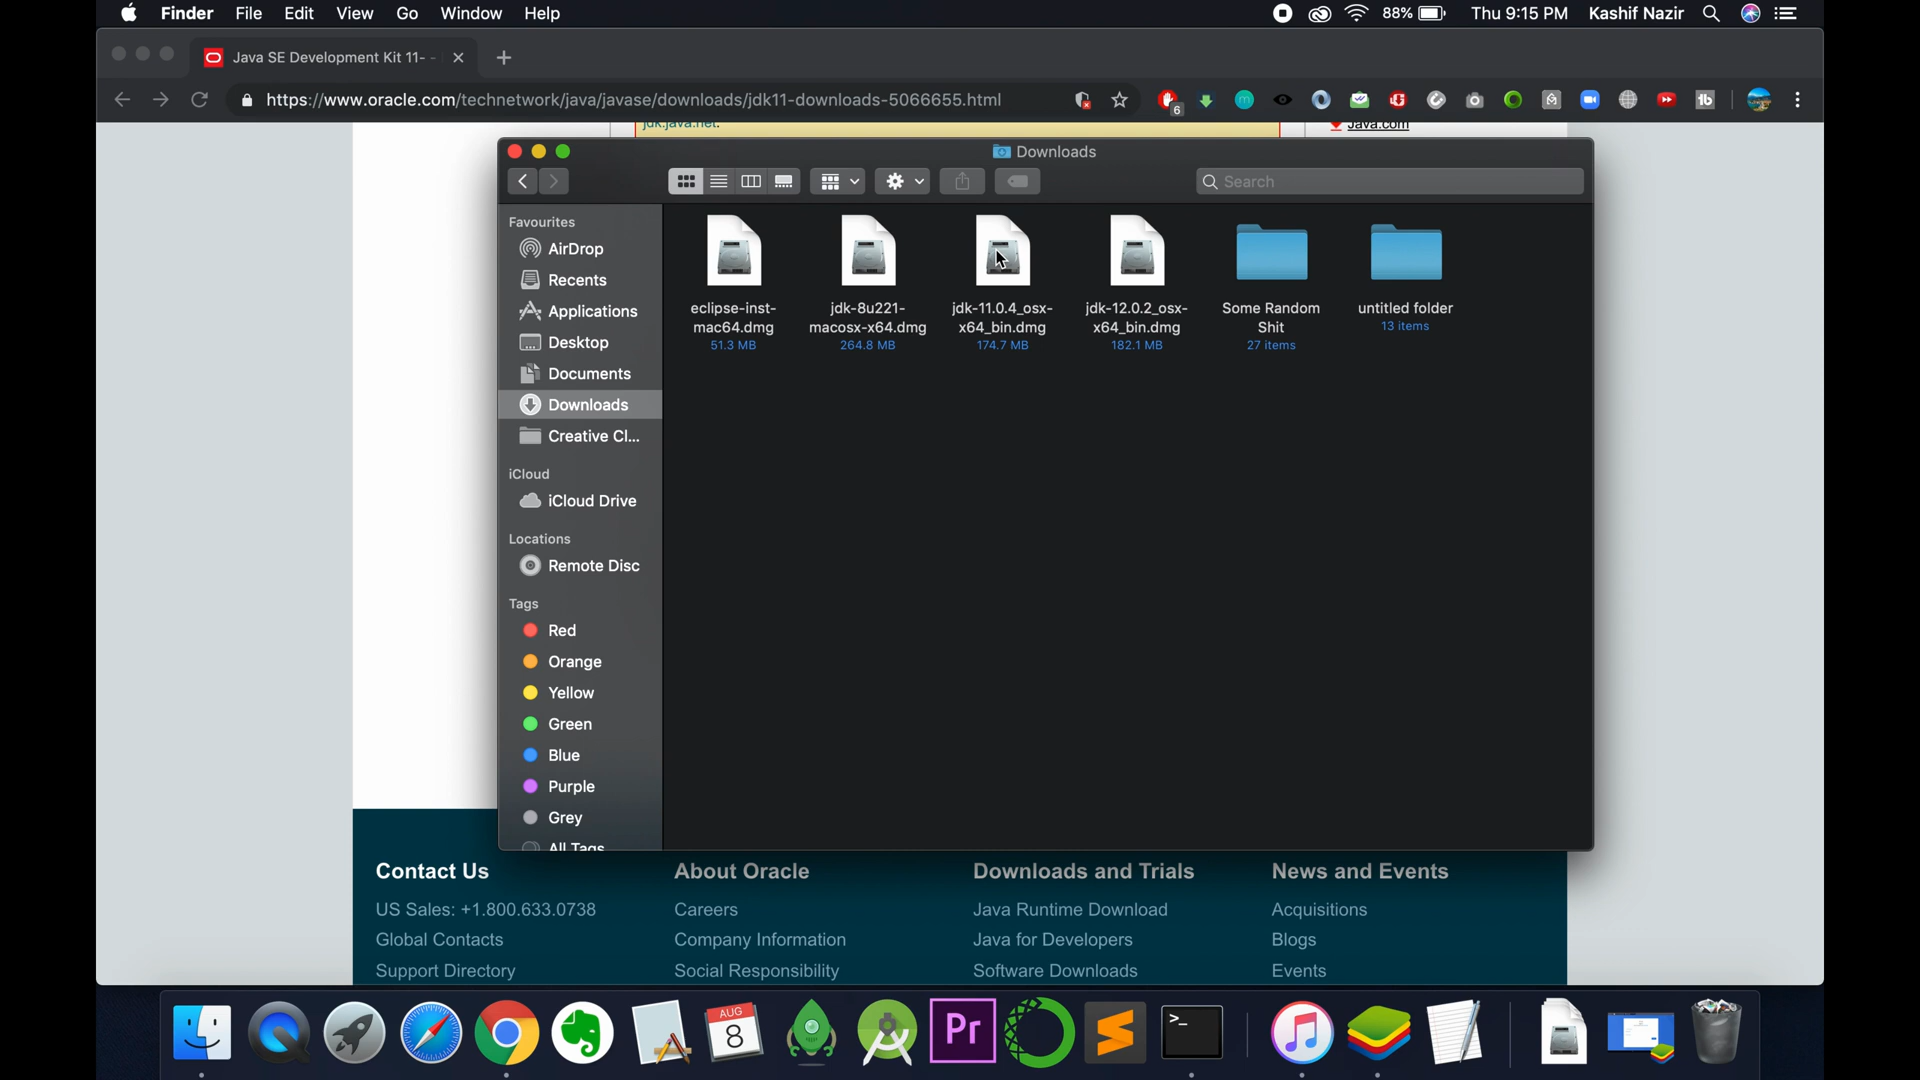 Finder File Edit View Go Window Help 88% Thu 9:15 PM Kashif Nazir
Java SE Development Kit 11-
https://www.oracle.com/technetwork/java/javase/downloads/jdk11-downloads-5066655.html
6
jdk.java.net.
Java.com
Downloads
Search
Favourites
AirDrop
Recents
Applications
Desktop
Documents
Downloads
Creative Cl...
iCloud
iCloud Drive
Locations
Remote Disc
Tags
Red
Orange
Yellow
Green
Blue
Purple
Grey
All Tags
eclipse-inst-
mac64.dmg
51.3 MB
jdk-8u221-
macosx-x64.dmg
264.8 MB
jdk-11.0.4_osx-
x64_bin.dmg
174.7 MB
jdk-12.0.2_osx-
x64_bin.dmg
182.1 MB
Some Random
Shit
27 items
untitled folder
13 items
Contact Us
US Sales: +1.800.633.0738
Global Contacts
Support Directory
About Oracle
Careers
Company Information
Social Responsibility
Downloads and Trials
Java Runtime Download
Java for Developers
Software Downloads
News and Events
Acquisitions
Blogs
Events
AUG
8
Pr
>_